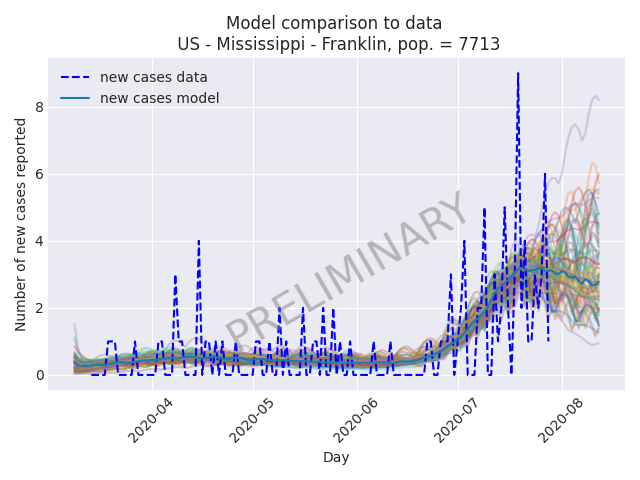 Model comparison to data
US - Mississippi - Franklin, pop. = 7713
new cases data
new cases model
Number of new cases reported
8
6
4
2
0
PRELIMINARY
2020-04
2020-05
2020-06
2020-07
2020-08
Day